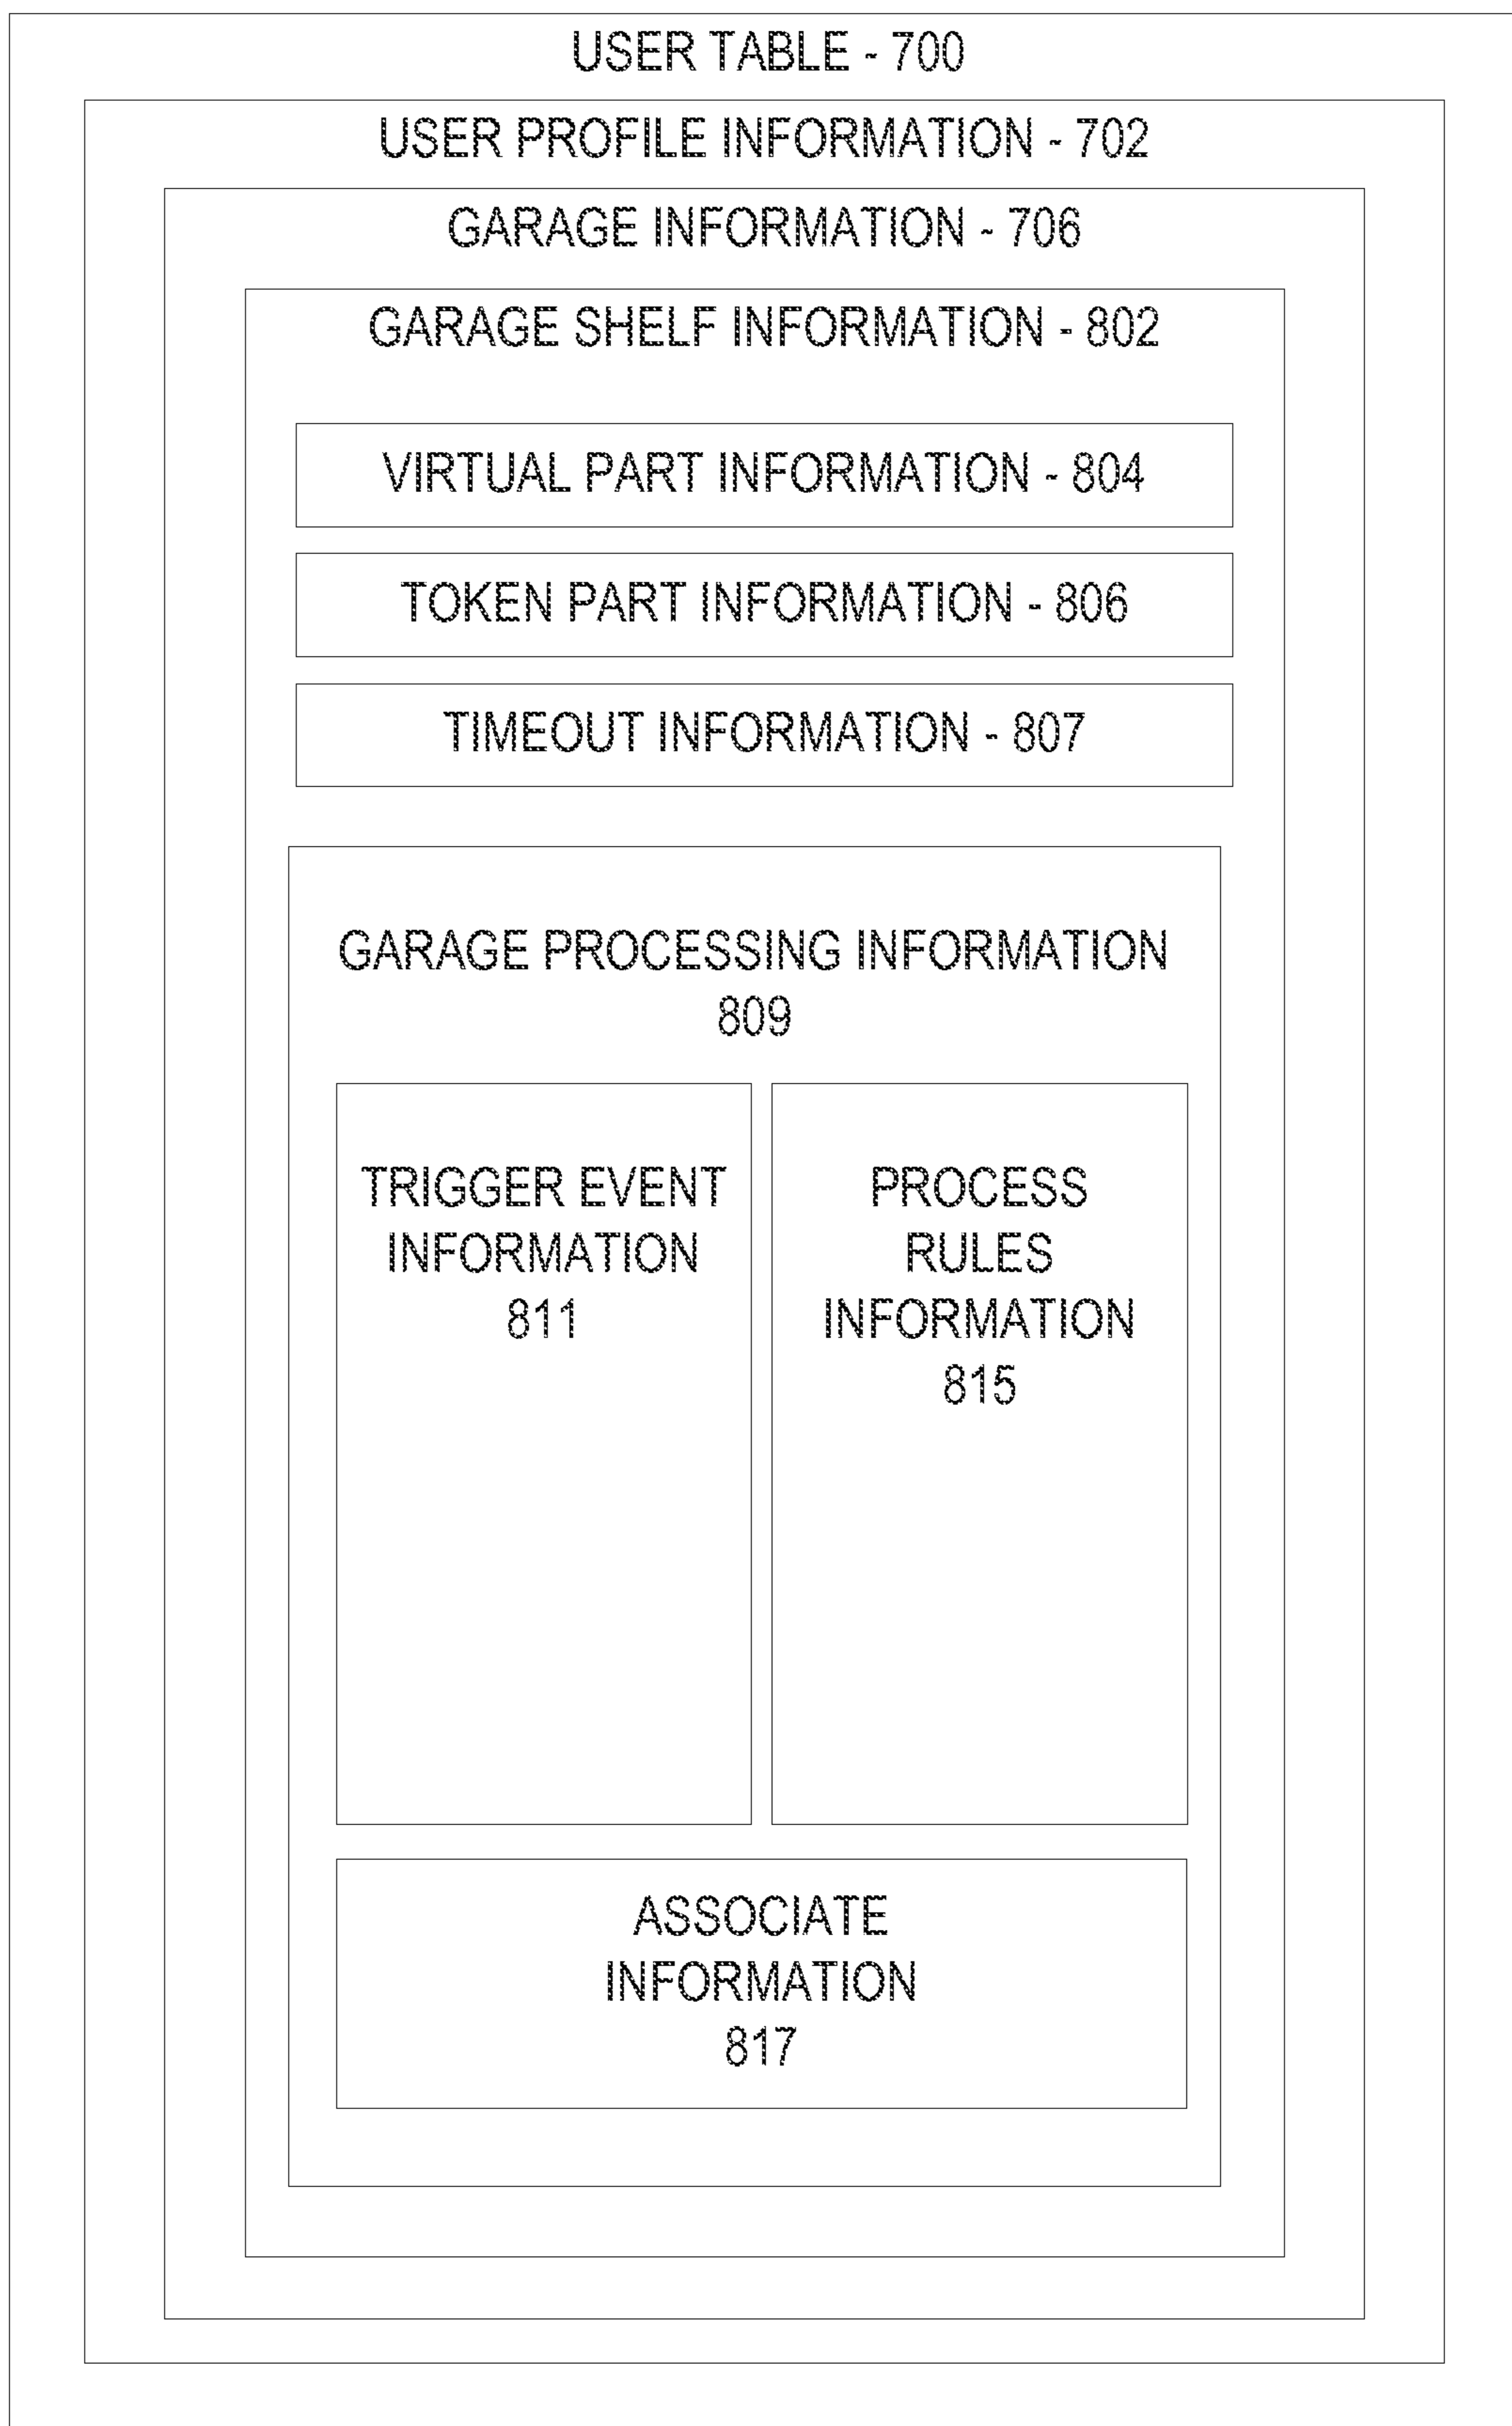 USER TABLE - 700
USER PROFILE INFORMATION - 702
GARAGE INFORMATION - 706
GARAGE SHELF INFORMATION - 802
VIRTUAL PART INFORMATION - 804
TOKEN PART INFORMATION - 806
TIMEOUT INFORMATION - 807
GARAGE PROCESSING INFORMATION
809
TRIGGER EVENT
INFORMATION
811
PROCESS
RULES
INFORMATION
815
ASSOCIATE
INFORMATION
817